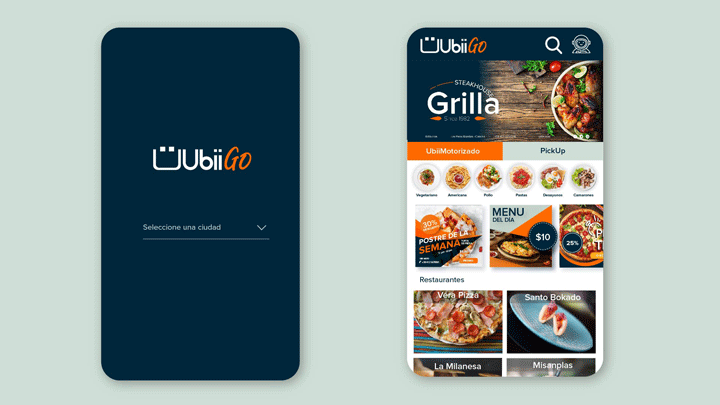 UbiiGo
Seleccione una ciudad
UbiiGo
STEAKHOUSE
Grilla
Since 1982
UbiiMotorizado
PickUp
Vegetariano
Americana
Pollo
Pastas
Desayunos
Camarones
30%
POSTRE DE LA
SEMANA
MENU
DEL DÍA
$10
25%
Restaurantes
Vera Pizza
Santo Bokado
La Milanesa
Misanplas